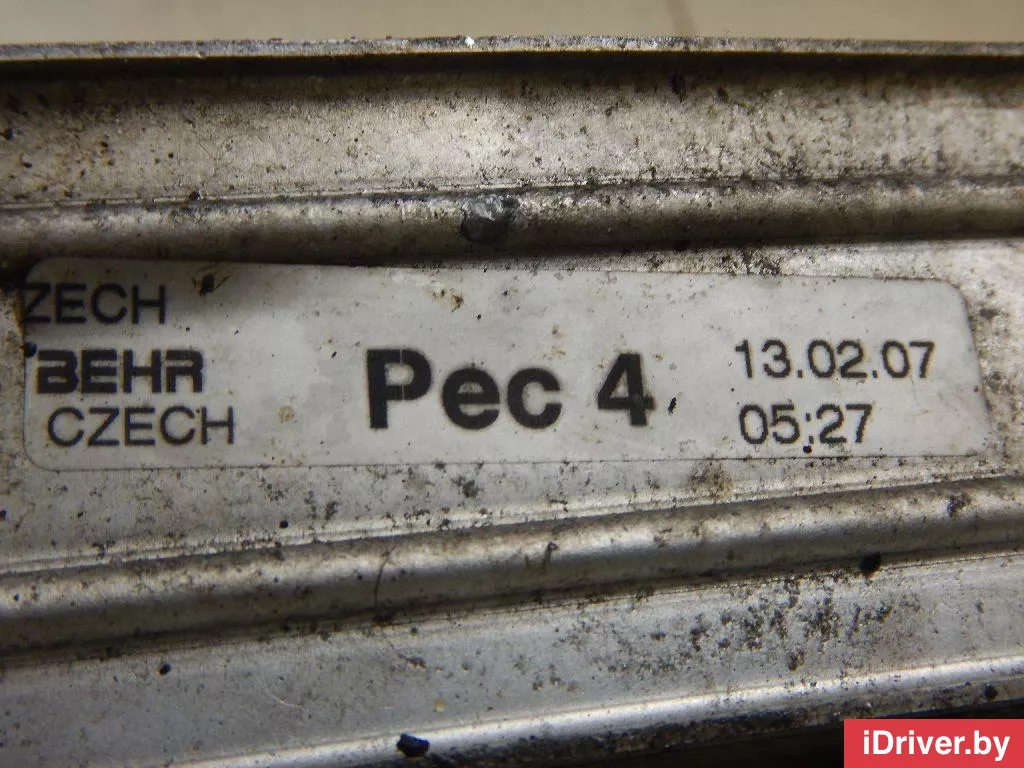 ZECH
BEHR
CZECH
Pec 4
13.02.07
05:27
iDriver.by